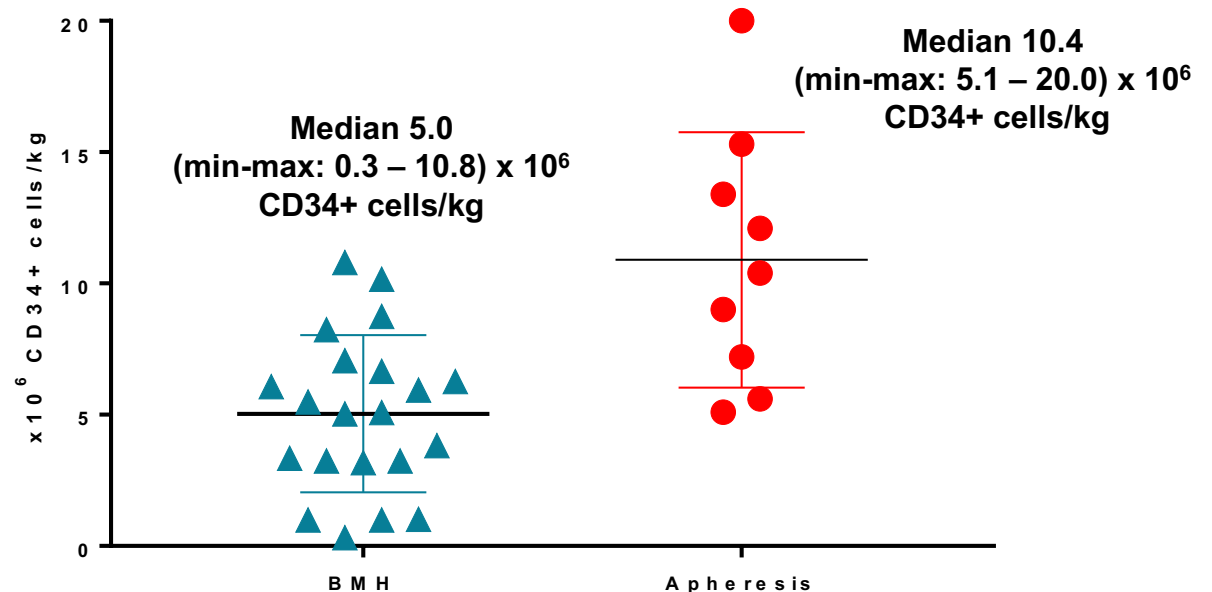 x10⁶ CD34+ cells/kg
20
15
10
5
0
Median 5.0
(min-max: 0.3 – 10.8) x 10⁶
CD34+ cells/kg
Median 10.4
(min-max: 5.1 – 20.0) x 10⁶
CD34+ cells/kg
BMH
Apheresis